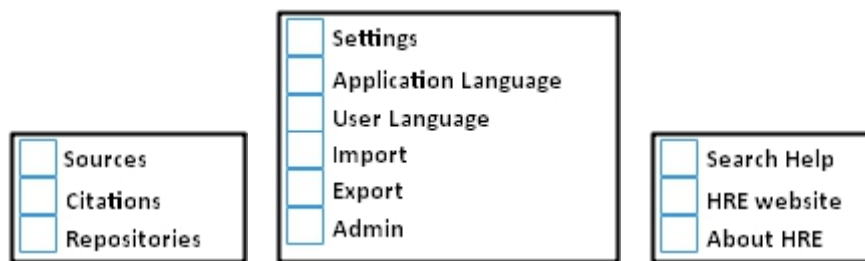 Sources
Citations
Repositories
Settings
Application Language
User Language
Import
Export
Admin
Search Help
HRE website
About HRE